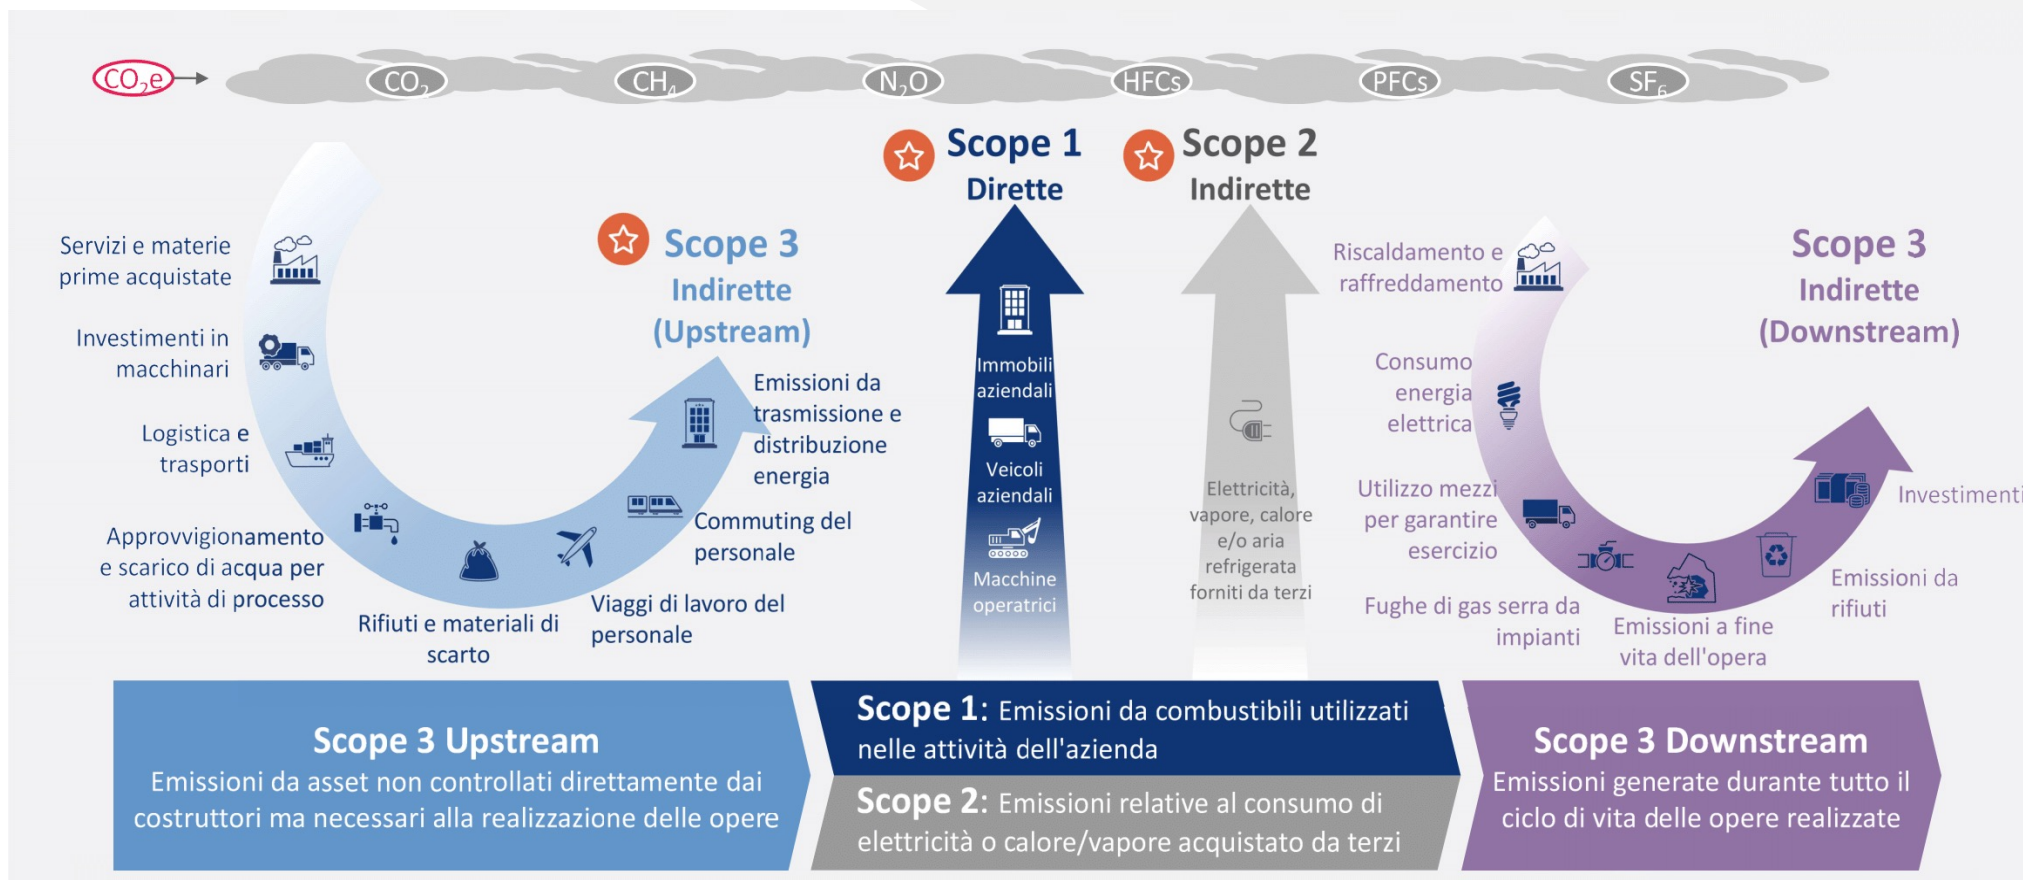 CO₂e
CO₂
CH₄
N₂O
HFCs
PFCs
SF₆
Scope 3
Indirette
(Upstream)
Servizi e materie
prime acquistate
Investimenti in
macchinari
Logistica e
trasporti
Approvvigionamento
e scarico di acqua per
attività di processo
Rifiuti e materiali di
scarto
Viaggi di lavoro del
personale
Commuting del
personale
Emissioni da
trasmissione e
distribuzione
energia
Scope 1
Dirette
Immobili
aziendali
Veicoli
aziendali
Macchine
operatrici
Scope 2
Indirette
Elettricità,
vapore, calore
e/o aria
refrigerata
forniti da terzi
Scope 3
Indirette
(Downstream)
Riscaldamento e
raffreddamento
Consumo
energia
elettrica
Utilizzo mezzi
per garantire
esercizio
Fughe di gas serra da
impianti
Emissioni a fine
vita dell'opera
Emissioni da
rifiuti
Investimenti
Scope 3 Upstream
Emissioni da asset non controllati direttamente dai
costruttori ma necessari alla realizzazione delle opere
Scope 1: Emissioni da combustibili utilizzati
nelle attività dell'azienda
Scope 2: Emissioni relative al consumo di
elettricità o calore/vapore acquistato da terzi
Scope 3 Downstream
Emissioni generate durante tutto il
ciclo di vita delle opere realizzate